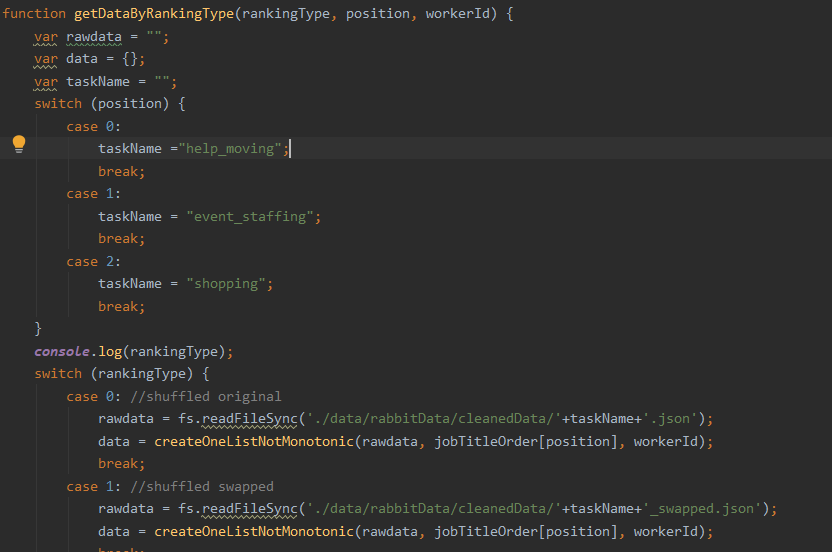 function getDataByRankingType(rankingType, position, workerId) {
    var rawdata = "";
    var data = {};
    var taskName = "";
    switch (position) {
        case 0:
            taskName ="help_moving";
            break;
        case 1:
            taskName = "event_staffing";
            break;
        case 2:
            taskName = "shopping";
            break;
    }
    console.log(rankingType);
    switch (rankingType) {
        case 0: //shuffled original
            rawdata = fs.readFileSync('./data/rabbitData/cleanedData/'+taskName+'.json');
            data = createOneListNotMonotonic(rawdata, jobTitleOrder[position], workerId);
            break;
        case 1: //shuffled swapped
            rawdata = fs.readFileSync('./data/rabbitData/cleanedData/'+taskName+'_swapped.json');
            data = createOneListNotMonotonic(rawdata, jobTitleOrder[position], workerId);